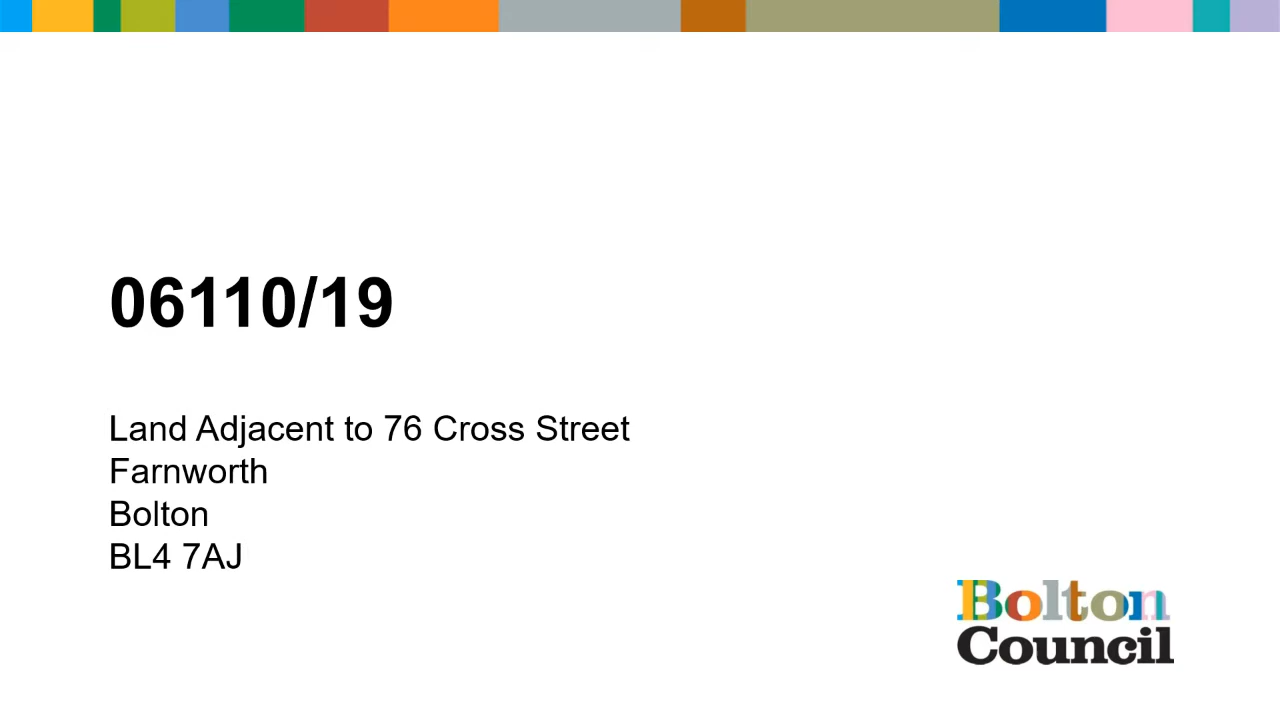 06110/19
Land Adjacent to 76 Cross Street
Farnworth
Bolton
BL4 7AJ
Bolton
Council